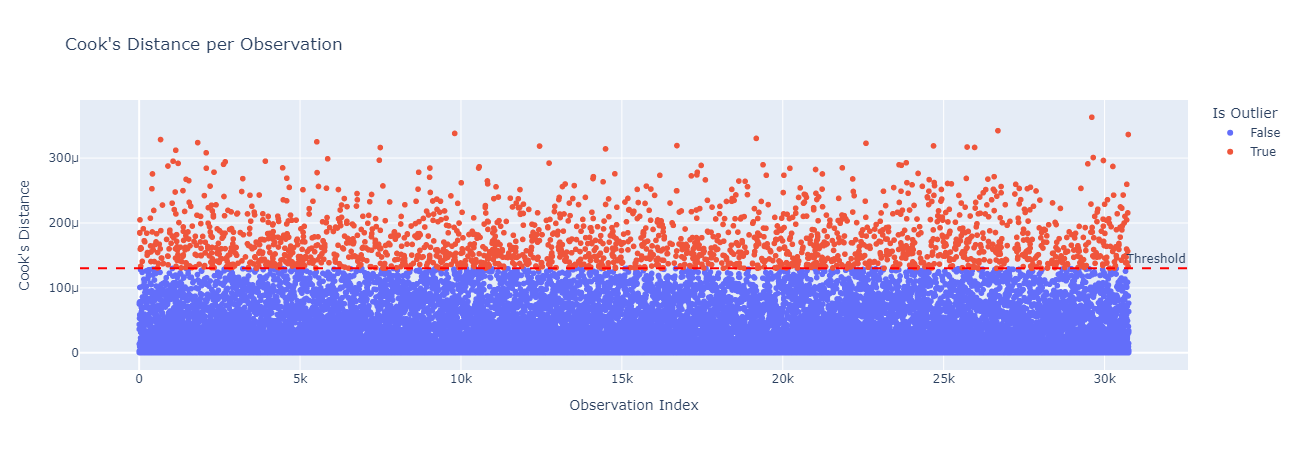 Cook's Distance per Observation
Is Outlier
False
True
300μ
200μ
100μ
0
Cook's Distance
Threshold
0
5k
10k
15k
20k
25k
30k
Observation Index